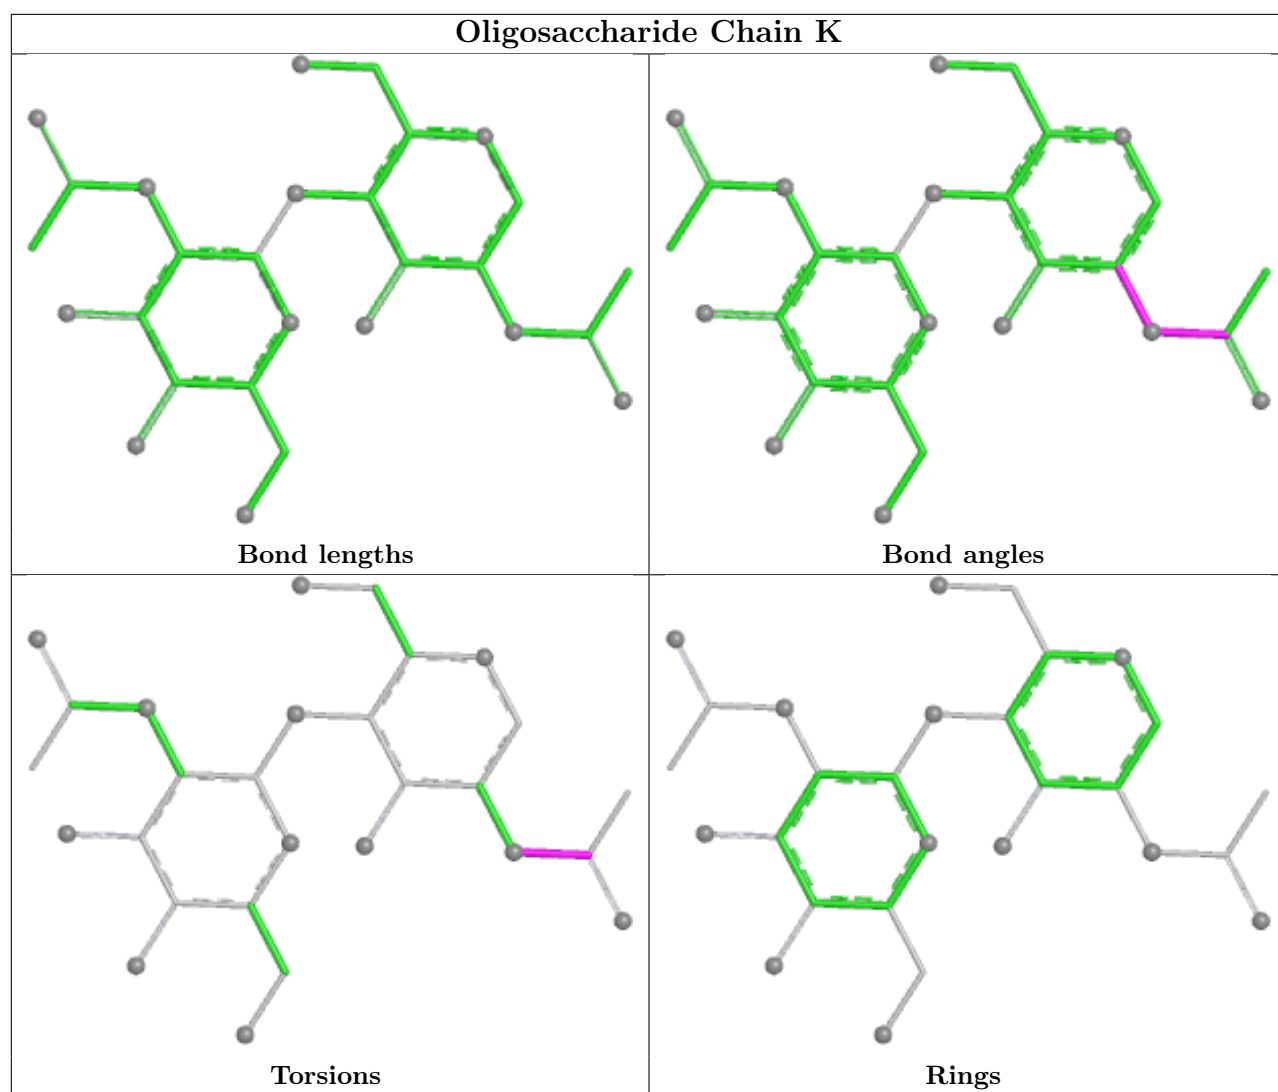 Oligosaccharide Chain K
Bond lengths
Bond angles
Torsions
Rings